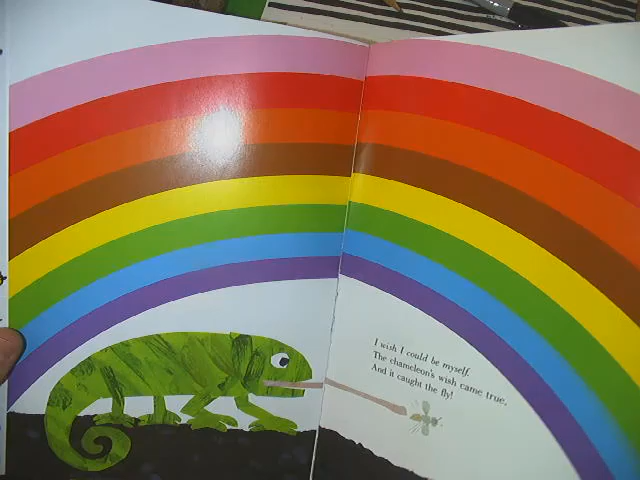 I wish I could be myself.
The chameleon's wish came true.
And it caught the fly!